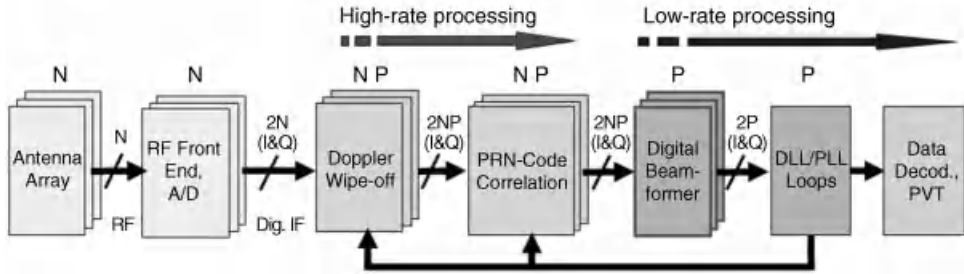 High-rate processing
Low-rate processing
N
N
N P
N P
P
P
Antenna
Array
N
RF
RF Front
End,
A/D
2N
(I&Q)
Dig. IF
Doppler
Wipe-off
2NP
(I&Q)
PRN-Code
Correlation
2NP
(I&Q)
Digital
Beam-
former
2P
(I&Q)
DLL/PLL
Loops
Data
Decod.,
PVT